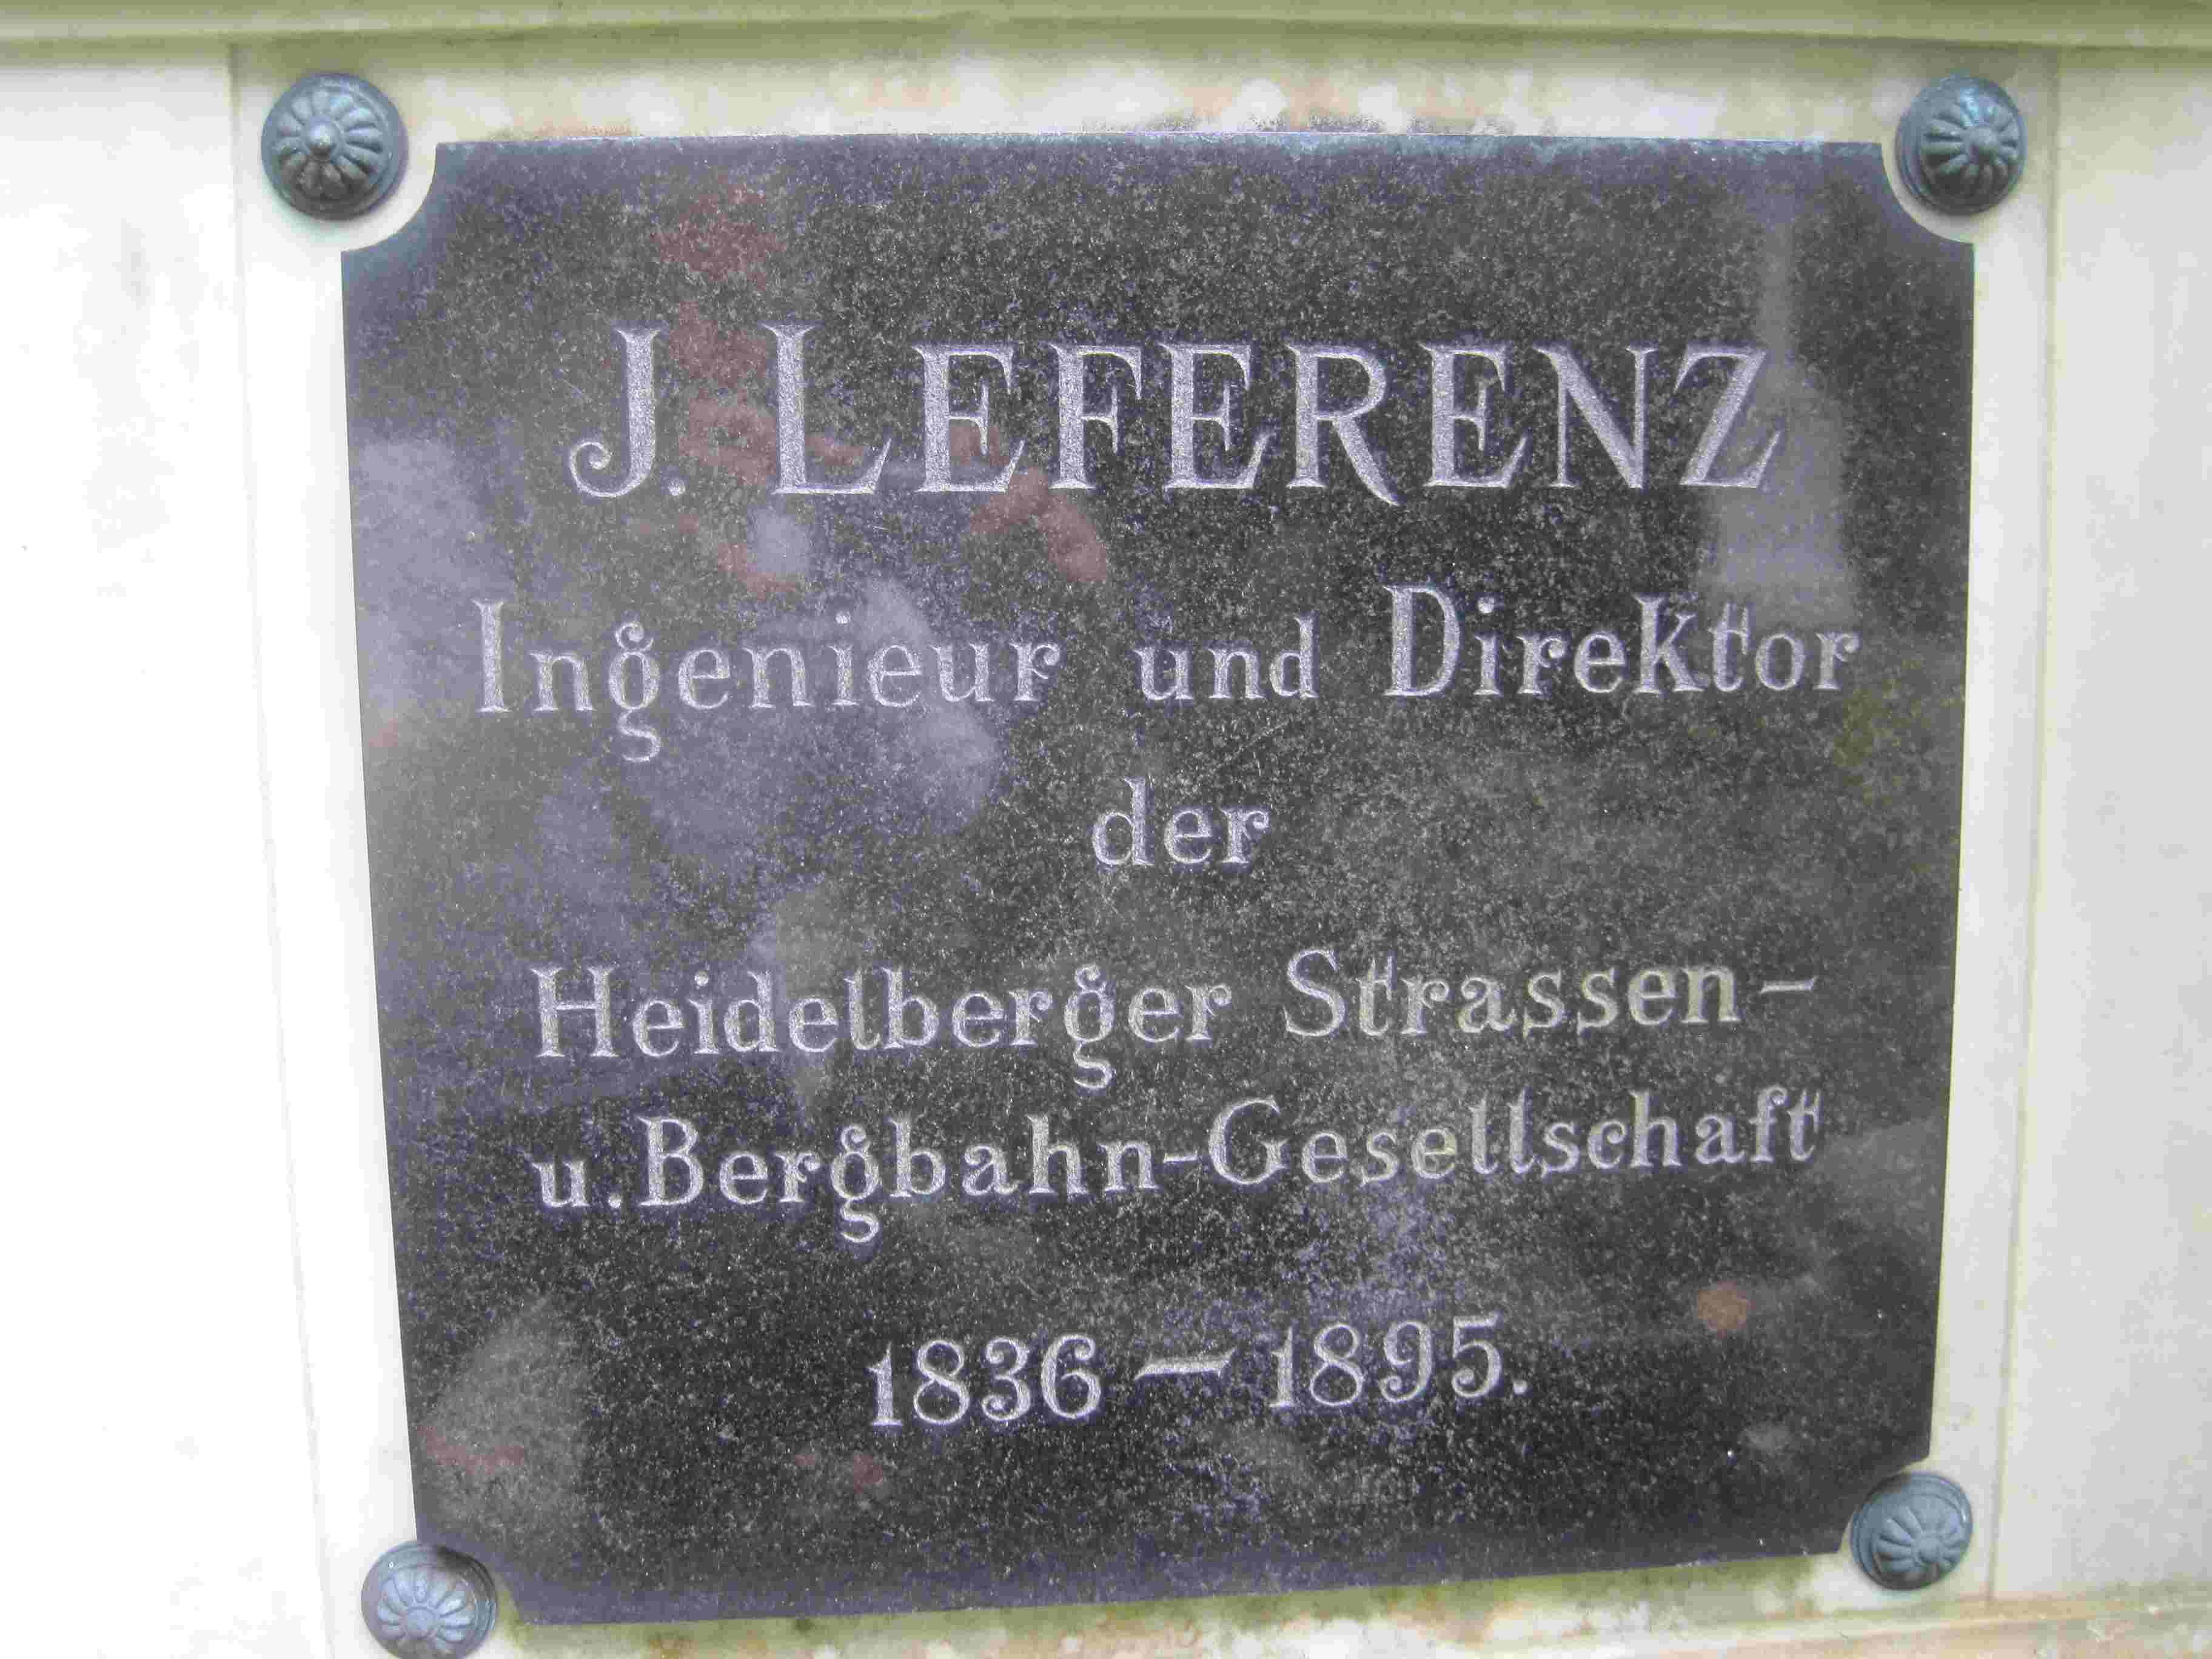 J. LEFERENZ
Ingenieur und DireKtor
der
Heidelberger Strassen-
u. Bergbahn-Gesellschaft
1836 — 1895.